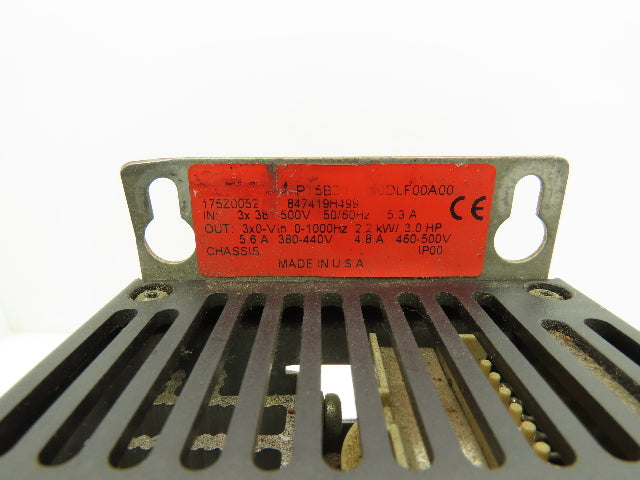 175Z0052 847419H499
CE
IN: 3x 38 500V 50/60Hz 5.3 A
OUT: 3x0-Vin 0-1000Hz 2.2 kW/ 3.0 HP
5.6 A 380-440V 4.8 A 460-500V
CHASSIS IP00
MADE IN U.S.A